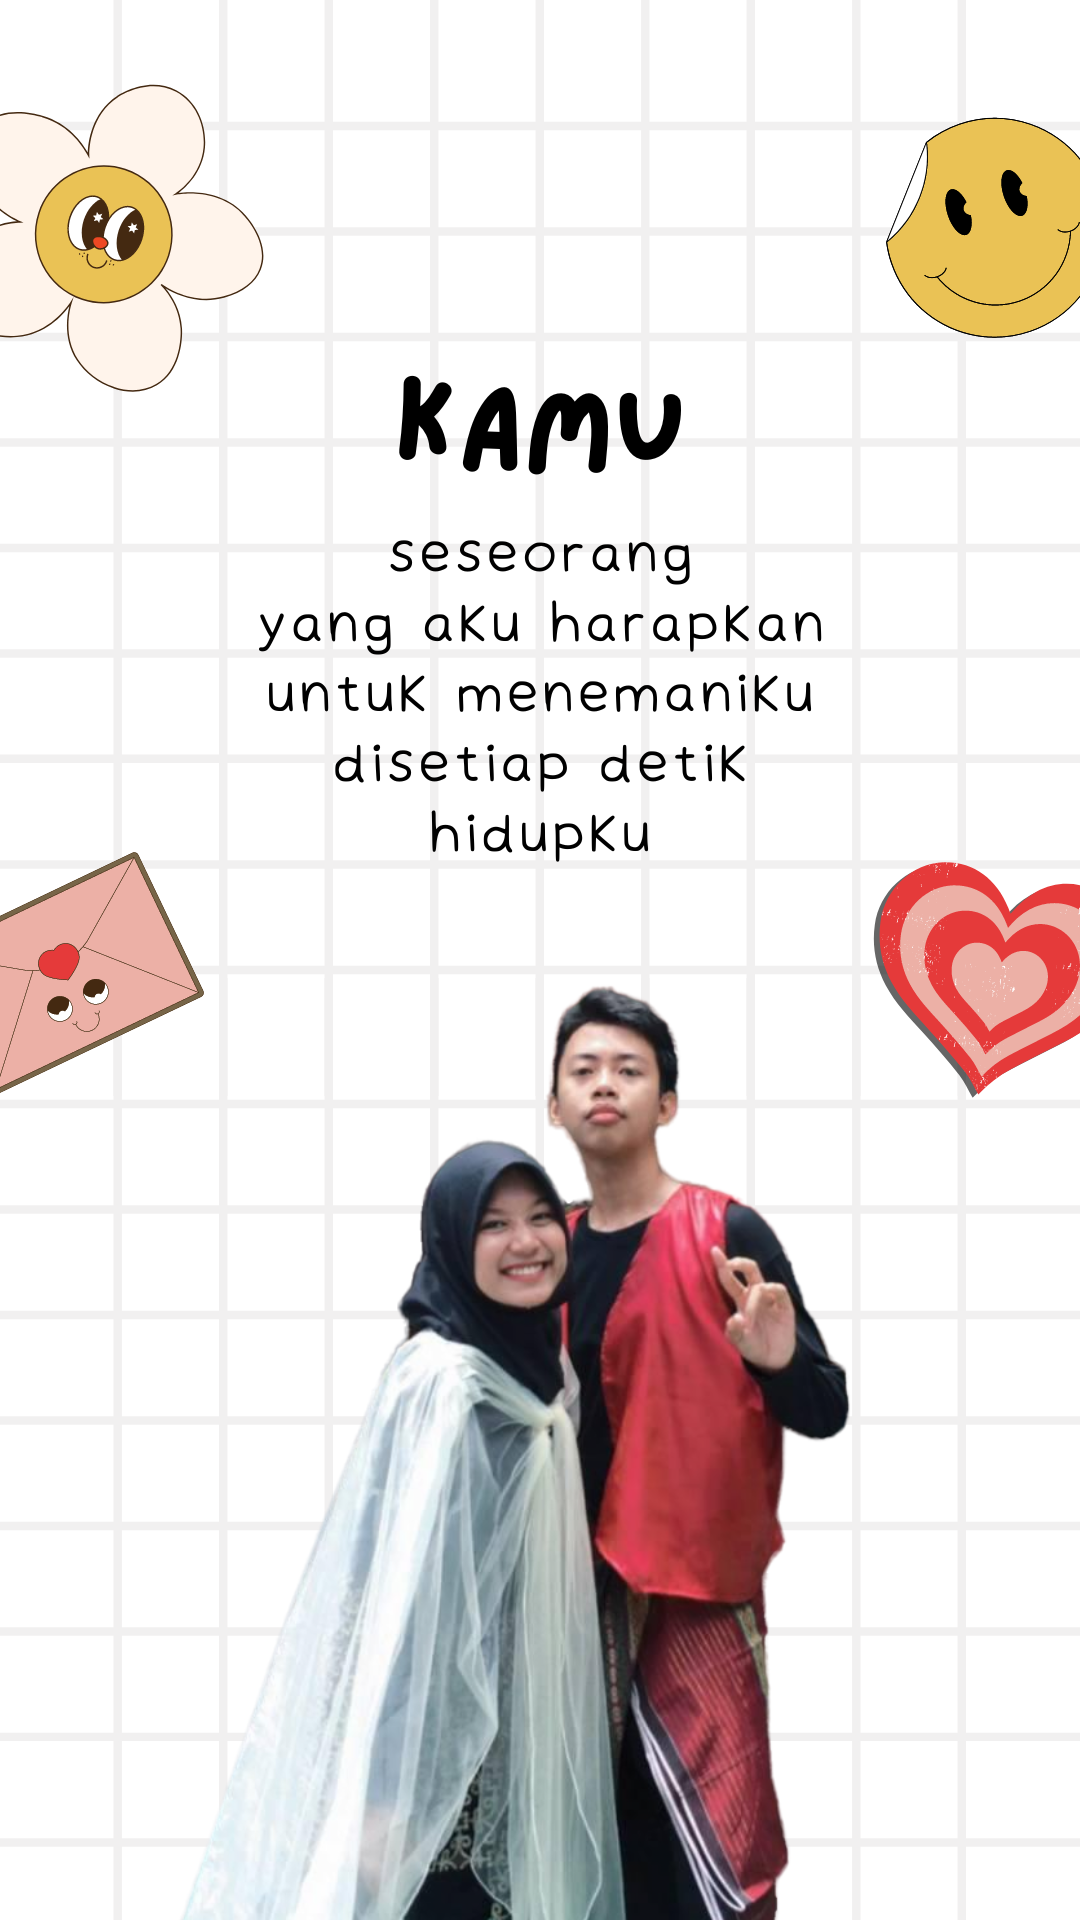 KAMU
seseorang
yang aku harapkan
untuk menemaniku
disetiap detik
hidupku